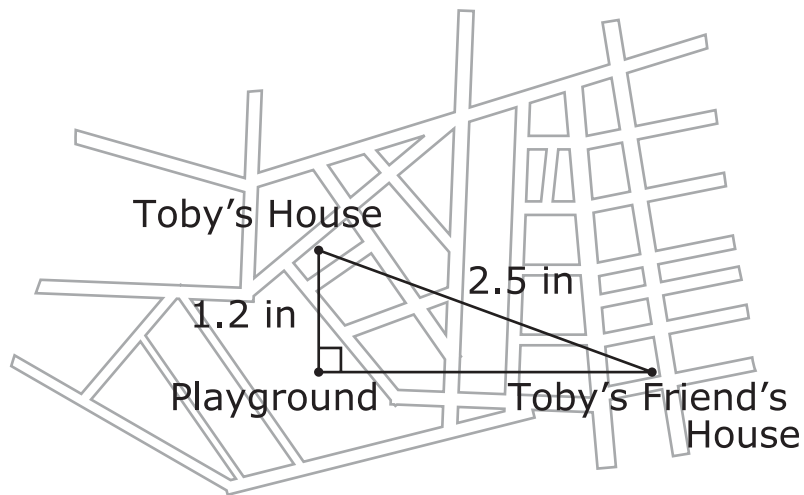 Toby's House
2.5 in
1.2 in
Playground
Toby's Friend's
House